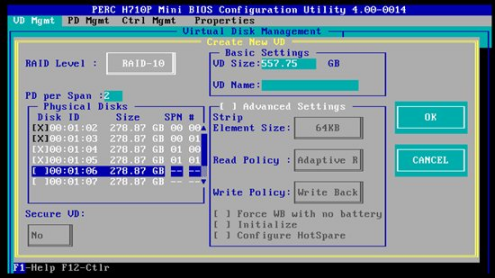 PERC H710P Mini BIOS Configuration Utility 4.00-0014
VD Mgmt PD Mgmt Ctrl Mgmt Properties
Virtual Disk Management
Create New VD
RAID Level : RAID-10
PD per Span :2
Physical Disks
Disk ID Size SPN #
[X]00:01:02 278.87 GB 00 00
[X]00:01:03 278.87 GB 00 01
[X]00:01:04 278.87 GB 01 00
[X]00:01:05 278.87 GB 01 01
[ ]00:01:06 278.87 GB -- --
[ ]00:01:07 278.87 GB -- --
Secure VD:
No
Basic Settings
VD Size:557.75 GB
VD Name:
[ ] Advanced Settings
Strip
Element Size: 64KB
Read Policy : Adaptive R
Write Policy: Write Back
[ ] Force WB with no battery
[ ] Initialize
[ ] Configure HotSpare
OK
CANCEL
F1-Help F12-Ctlr